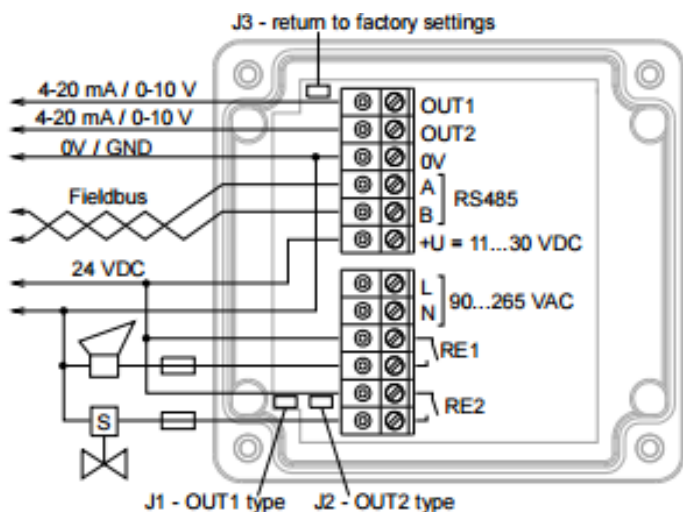 J3 - return to factory settings
4-20 mA / 0-10 V
OUT1
4-20 mA / 0-10 V
OUT2
0V / GND
0V
Fieldbus
A
B
RS485
+U = 11...30 VDC
24 VDC
L
N
90...265 VAC
RE1
RE2
S
J1 - OUT1 type
J2 - OUT2 type